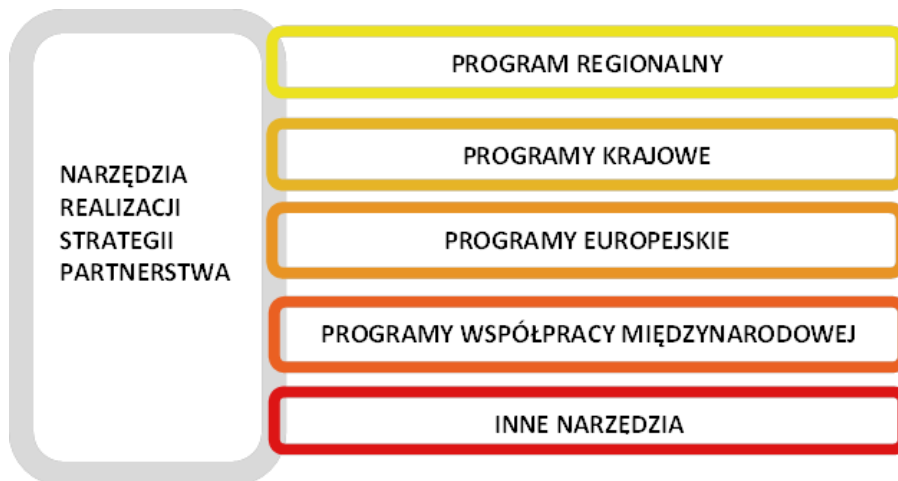 NARZĘDZIA
REALIZACJI
STRATEGII
PARTNERSTWA
PROGRAM REGIONALNY
PROGRAMY KRAJOWE
PROGRAMY EUROPEJSKIE
PROGRAMY WSPÓŁPRACY MIĘDZYNARODOWEJ
INNE NARZĘDZIA